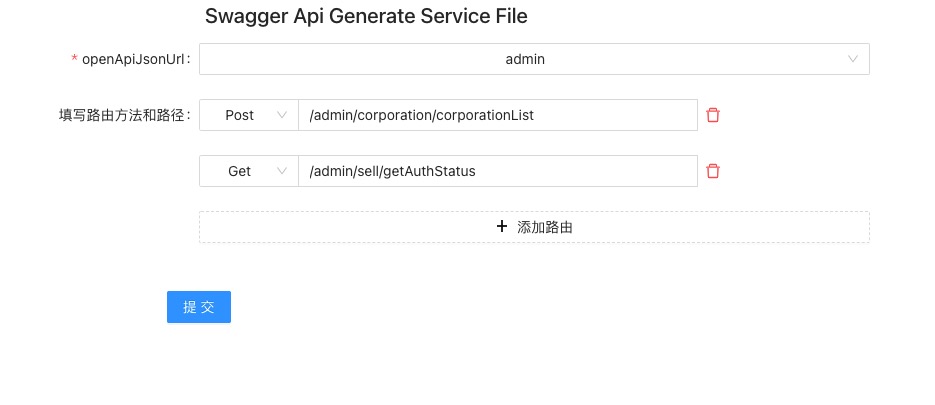 Swagger Api Generate Service File
* openApiJsonUrl: admin
填写路由方法和路径: Post /admin/corporation/corporationList
Get /admin/sell/getAuthStatus
+ 添加路由
提 交